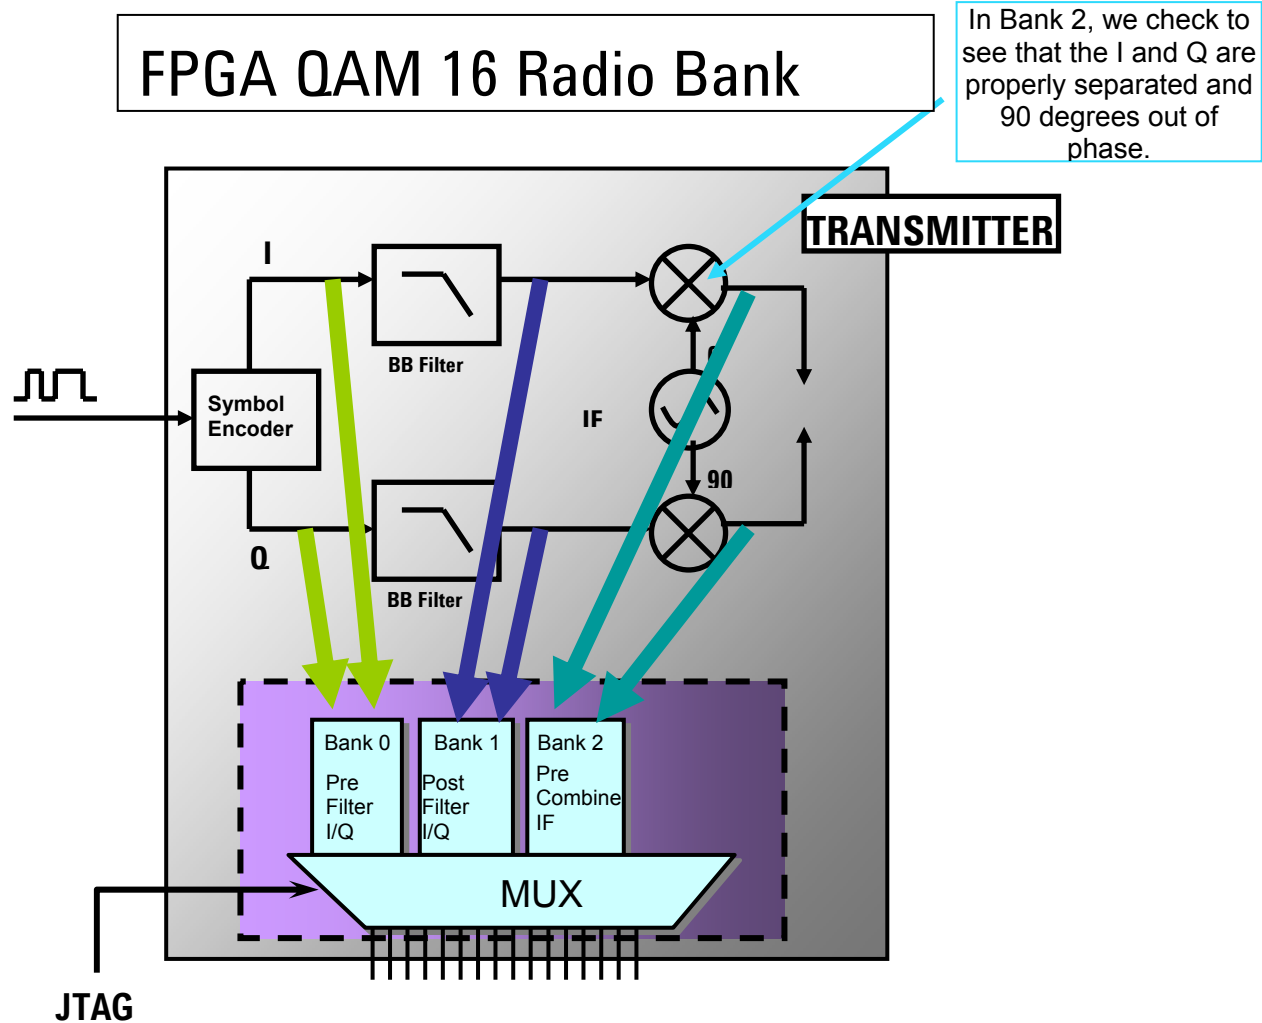 FPGA QAM 16 Radio Bank
In Bank 2, we check to
see that the I and Q are
properly separated and
90 degrees out of
phase.
TRANSMITTER
I
BB Filter
Symbol
Encoder
IF
90
Q
BB Filter
Bank 0
Pre
Filter
I/Q
Bank 1
Post
Filter
I/Q
Bank 2
Pre
Combine
IF
MUX
JTAG